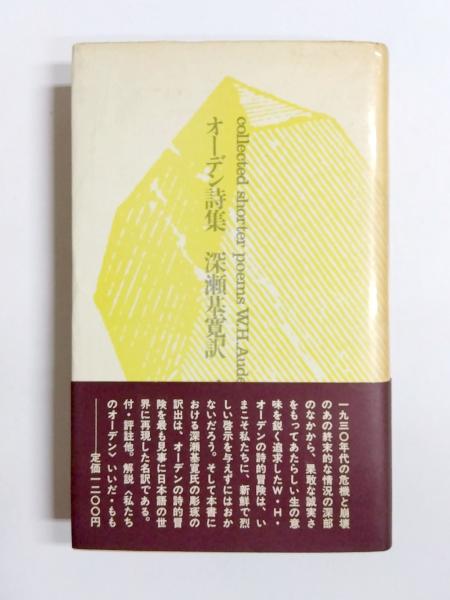 collected shorter poems W.H.Aude
オーデン詩集 深瀬基寛訳
一九三〇年代の危機と崩壊
のあの終末的な情況の深部
のなかから、果敢な誠実さ
をもってあたらしい生の意
味を鋭く追求したW・H・
オーデンの詩的冒険は、い
まこそ私たちに、新鮮で烈
しい啓示を与えずにはおか
ないだろう。そして本書に
おける深瀬基寛氏の彫琢の
訳出は、オーデンの詩的冒
険を最も見事に日本語の世
界に再現した名訳である。
付・評註他。解説〈私たち
のオーデン〉いいだ・もも
——定価一二〇〇円